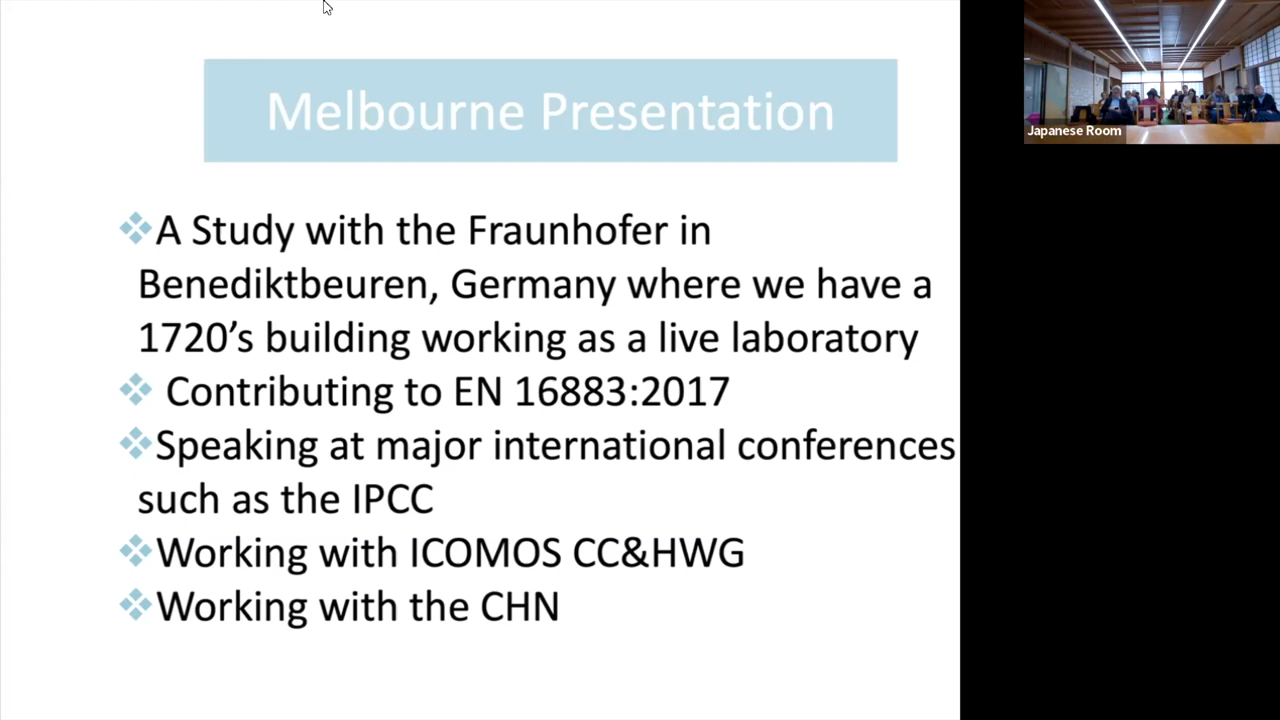 Melbourne Presentation
A Study with the Fraunhofer in
Benediktbeuren, Germany where we have a
1720’s building working as a live laboratory
Contributing to EN 16883:2017
Speaking at major international conferences
such as the IPCC
Working with ICOMOS CC&HWG
Working with the CHN
Japanese Room